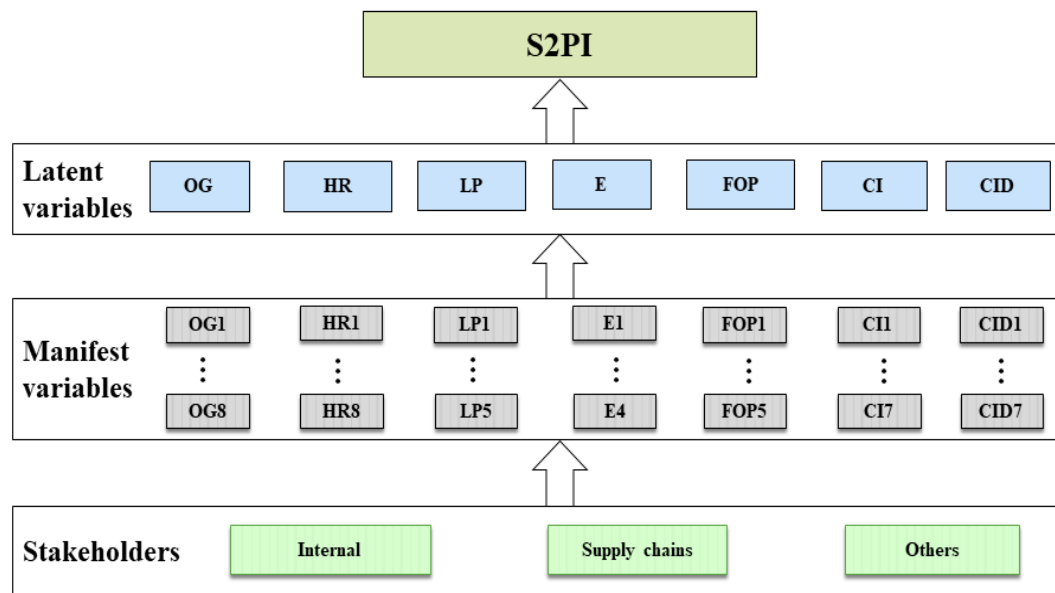 S2PI
Latent
variables
OG HR LP E FOP CI CID
Manifest
variables
OG1 HR1 LP1 E1 FOP1 CI1 CID1
OG8 HR8 LP5 E4 FOP5 CI7 CID7
Stakeholders
Internal Supply chains Others